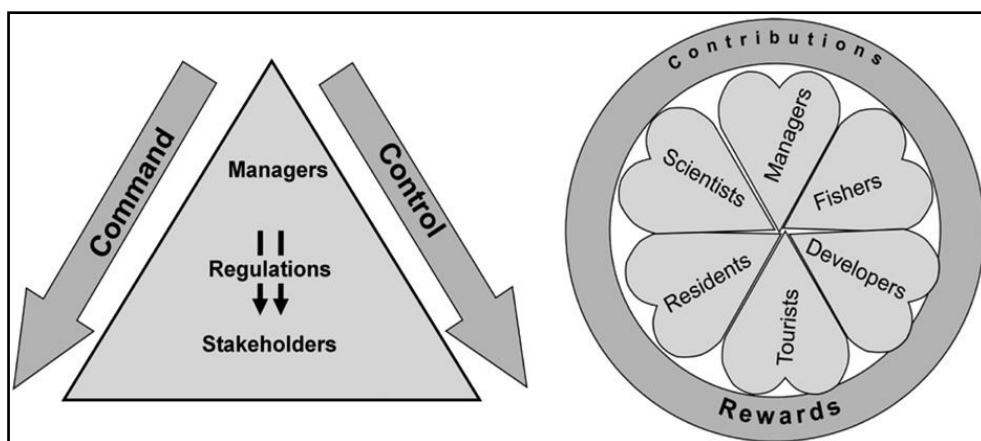 Command
Control
Managers
Regulations
Stakeholders
Contributions
Managers
Fishers
Developers
Tourists
Residents
Scientists
Rewards